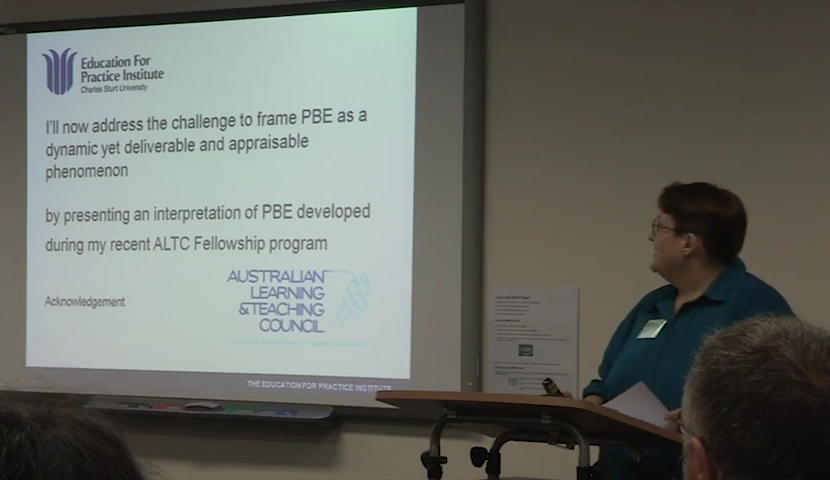 Education For
Practice Institute
Charles Sturt University
I'll now address the challenge to frame PBE as a
dynamic yet deliverable and appraisable
phenomenon
by presenting an interpretation of PBE developed
during my recent ALTC Fellowship program
Acknowledgement
AUSTRALIAN
LEARNING
&TEACHING
COUNCIL
THE EDUCATION FOR PRACTICE INSTITUTE